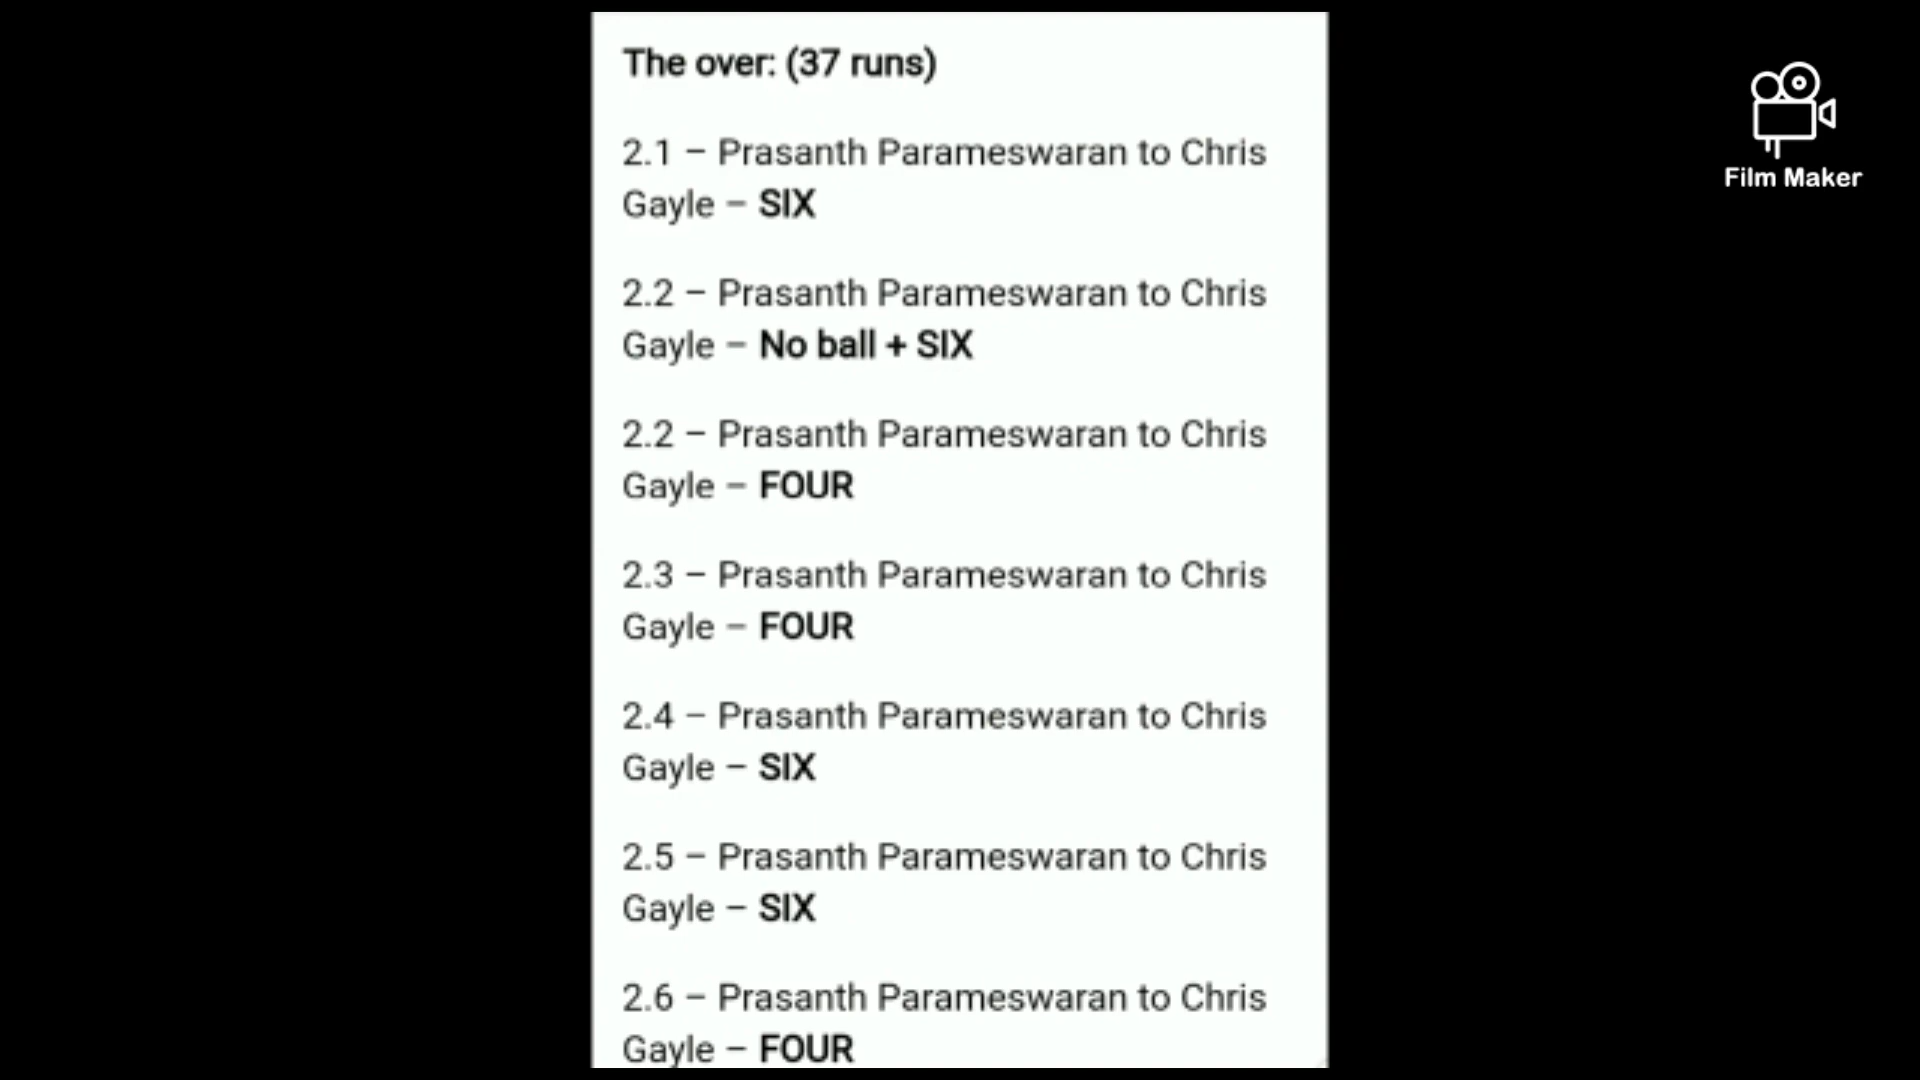 The over: (37 runs)
2.1 – Prasanth Parameswaran to Chris
Gayle – SIX
2.2 – Prasanth Parameswaran to Chris
Gayle – No ball + SIX
2.2 – Prasanth Parameswaran to Chris
Gayle – FOUR
2.3 – Prasanth Parameswaran to Chris
Gayle – FOUR
2.4 – Prasanth Parameswaran to Chris
Gayle – SIX
2.5 – Prasanth Parameswaran to Chris
Gayle – SIX
2.6 – Prasanth Parameswaran to Chris
Gayle – FOUR
Film Maker